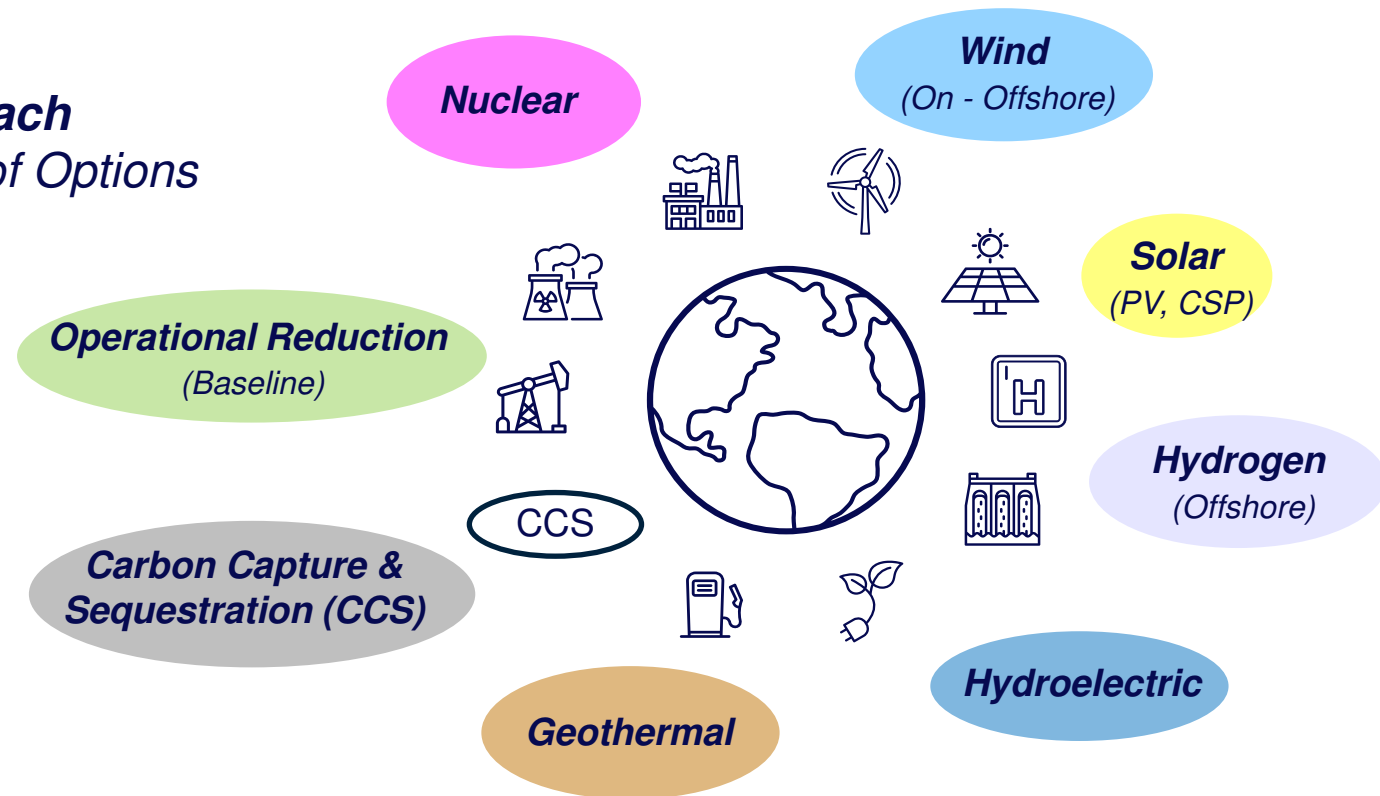 ach
of Options
Nuclear
Wind
(On - Offshore)
Solar
(PV, CSP)
Operational Reduction
(Baseline)
H
Hydrogen
(Offshore)
CCS
Carbon Capture &
Sequestration (CCS)
Hydroelectric
Geothermal